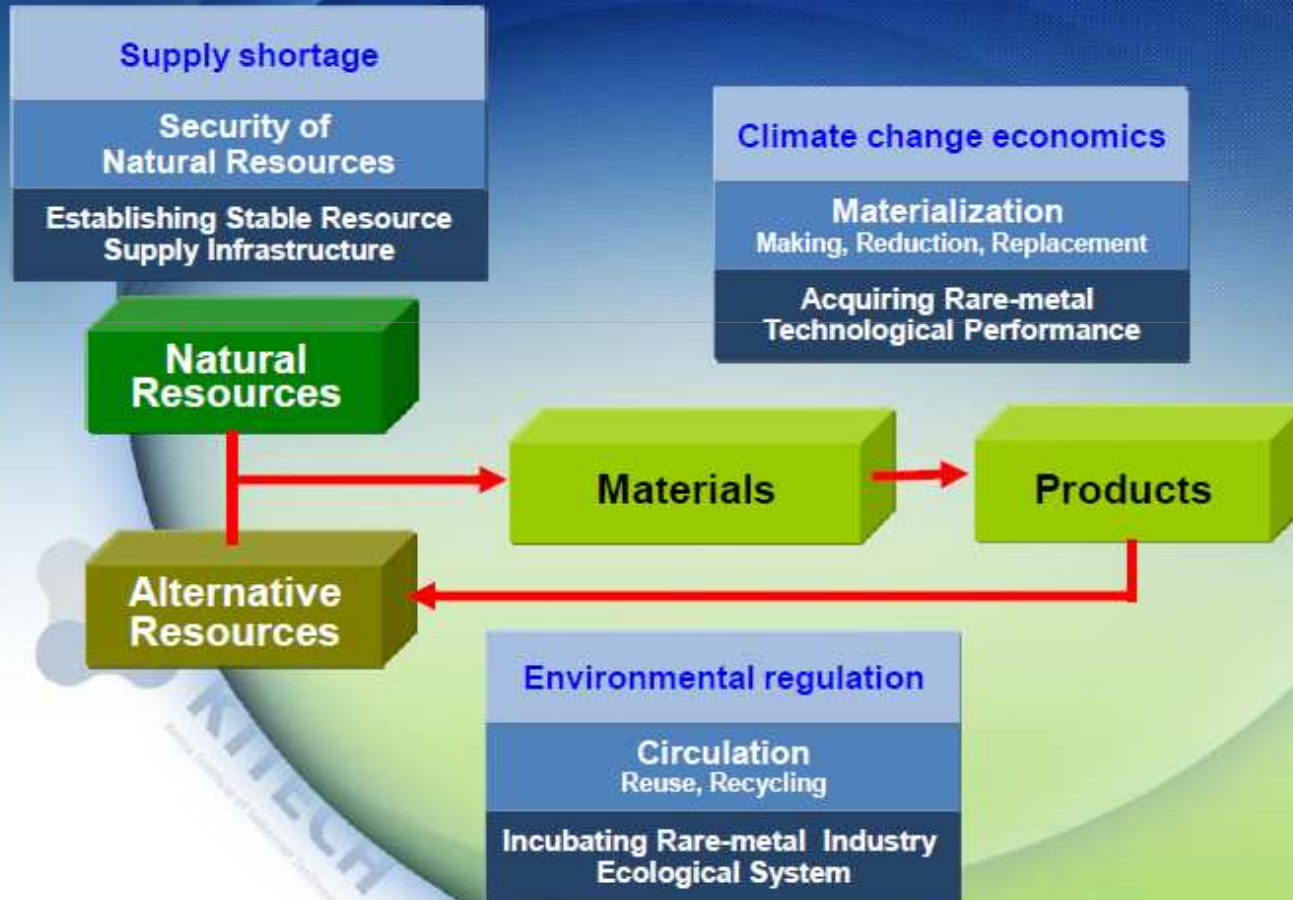 Supply shortage
Security of
Natural Resources
Establishing Stable Resource
Supply Infrastructure
Climate change economics
Materialization
Making, Reduction, Replacement
Acquiring Rare-metal
Technological Performance
Natural
Resources
Materials
Products
Alternative
Resources
Environmental regulation
Circulation
Reuse, Recycling
Incubating Rare-metal Industry
Ecological System
KITECH